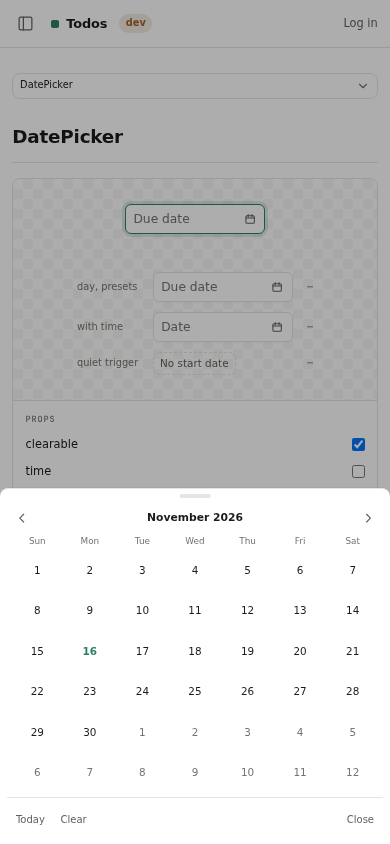 Todos dev Log in
DatePicker
DatePicker
Due date
day, presets Due date –
with time Date –
quiet trigger No start date –
PROPS
clearable
time
November 2026
Sun Mon Tue Wed Thu Fri Sat
1 2 3 4 5 6 7
8 9 10 11 12 13 14
15 16 17 18 19 20 21
22 23 24 25 26 27 28
29 30 1 2 3 4 5
6 7 8 9 10 11 12
Today Clear Close